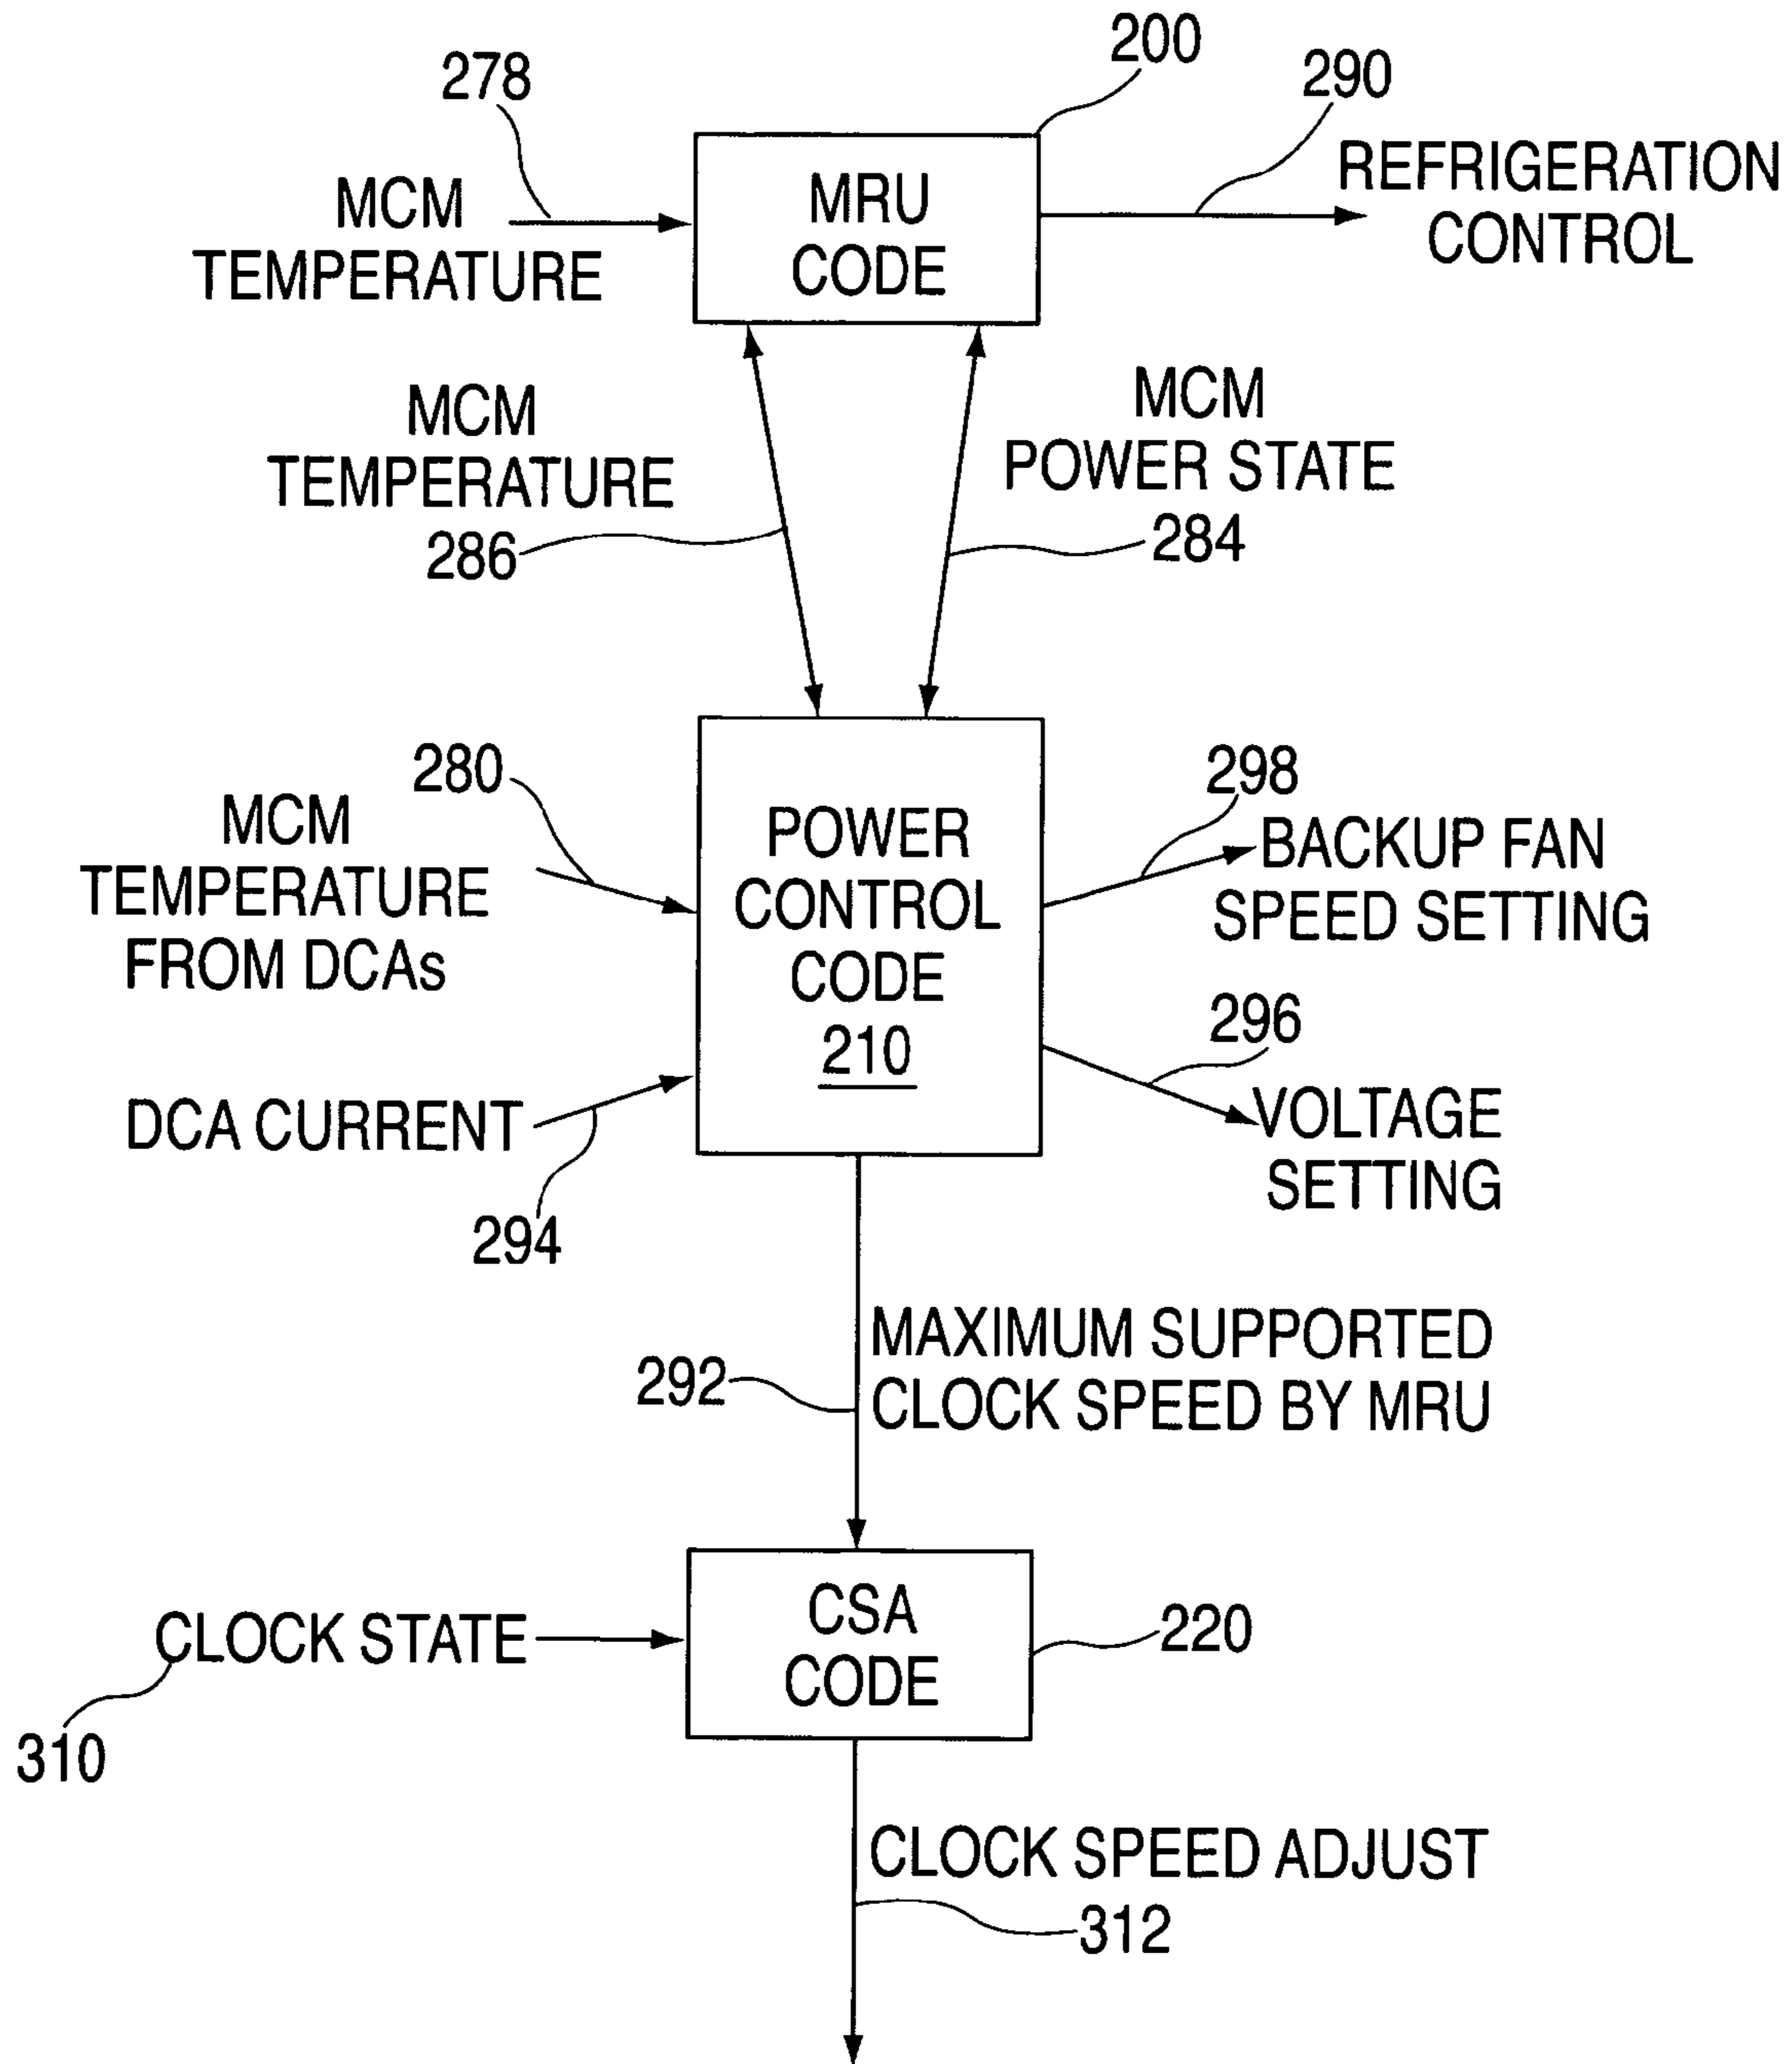 200
278
290
MCM
TEMPERATURE
MRU
CODE
REFRIGERATION
CONTROL
MCM
TEMPERATURE
286
MCM
POWER STATE
284
280
MCM
TEMPERATURE
FROM DCAs
POWER
CONTROL
CODE
210
298
BACKUP FAN
SPEED SETTING
296
VOLTAGE
SETTING
DCA CURRENT
294
292
MAXIMUM SUPPORTED
CLOCK SPEED BY MRU
CLOCK STATE
310
CSA
CODE
220
CLOCK SPEED ADJUST
312